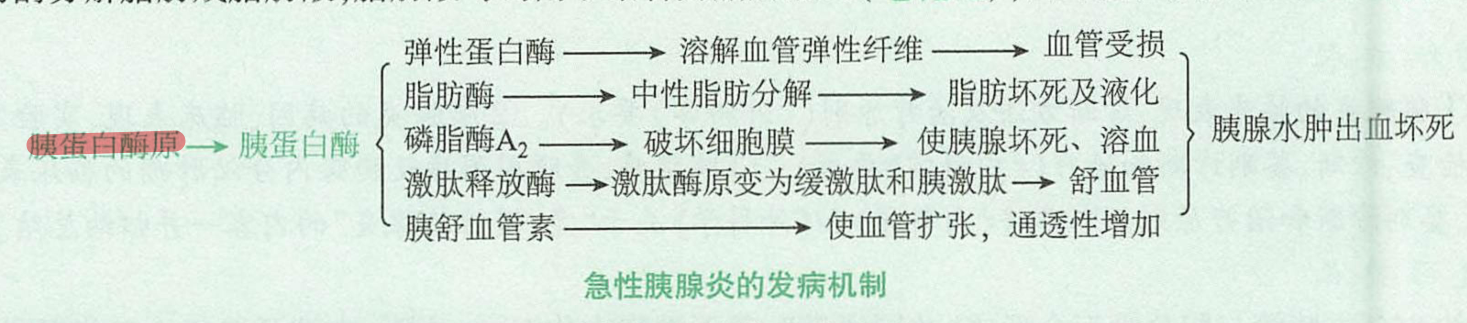 弹性蛋白酶 → 溶解血管弹性纤维 → 血管受损
脂肪酶 → 中性脂肪分解 → 脂肪坏死及液化
胰蛋白酶原 → 胰蛋白酶 磷脂酶A₂ → 破坏细胞膜 → 使胰腺坏死、溶血 胰腺水肿出血坏死
激肽释放酶 → 激肽酶原变为缓激肽和胰激肽 → 舒血管
胰舒血管素 → 使血管扩张，通透性增加
急性胰腺炎的发病机制